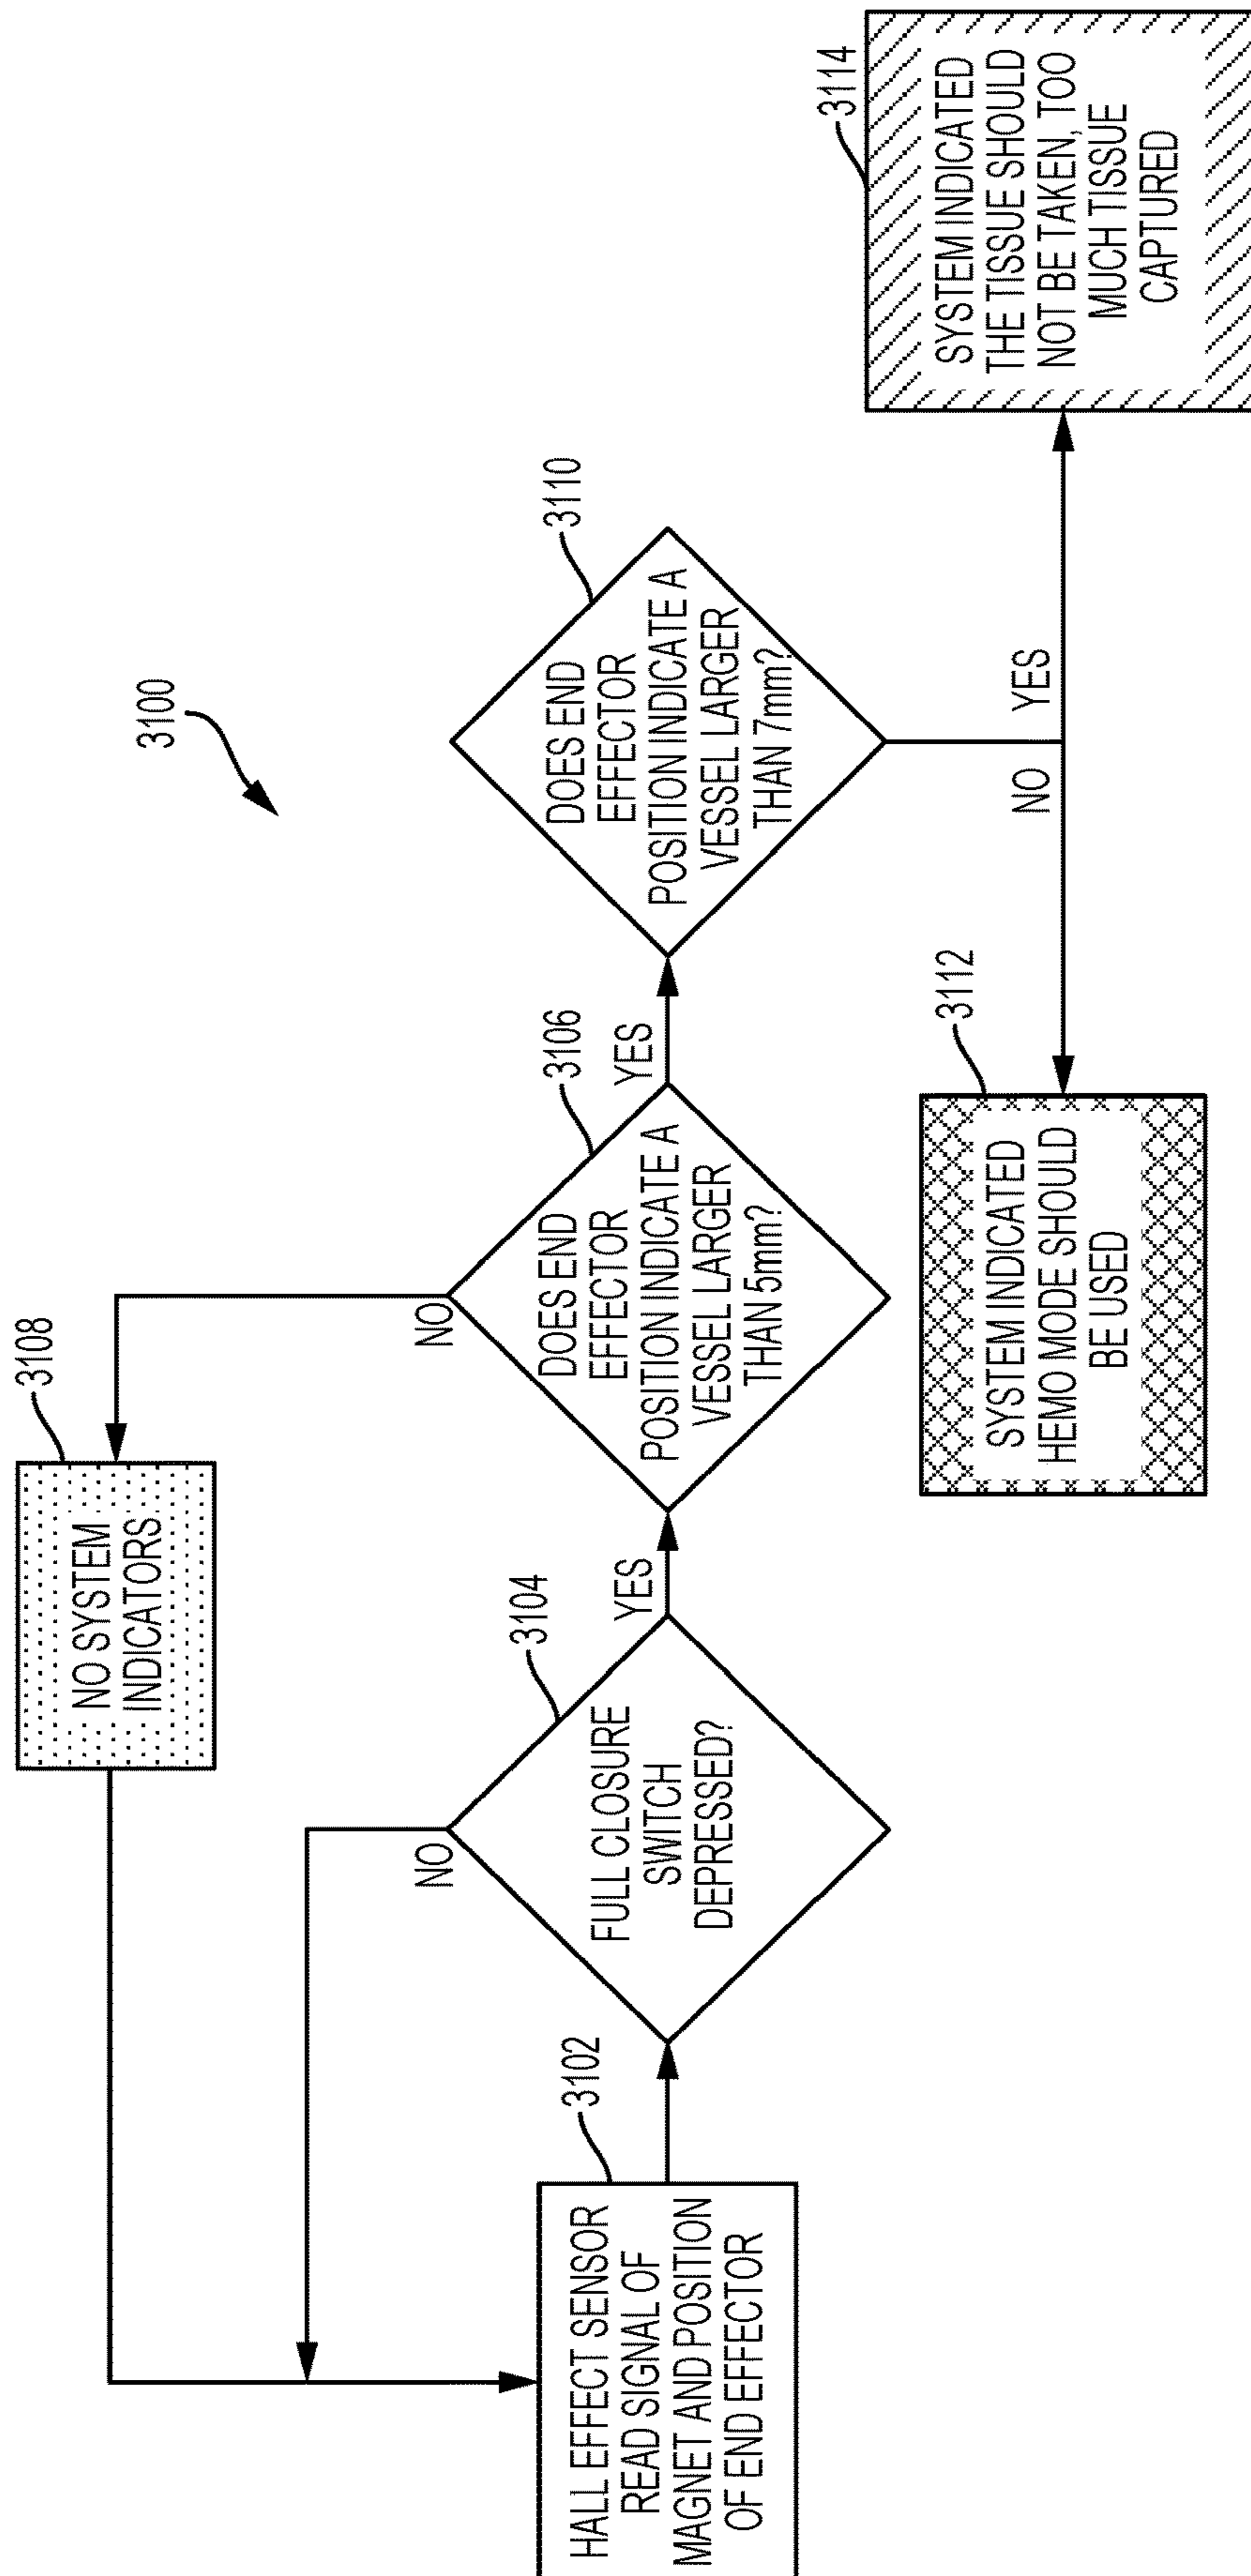 3100
3102
HALL EFFECT SENSOR
READ SIGNAL OF
MAGNET AND POSITION
OF END EFFECTOR
3104
FULL CLOSURE
SWITCH
DEPRESSED?
NO
YES
3108
NO SYSTEM
INDICATORS
3106
DOES END
EFFECTOR
POSITION INDICATE A
VESSEL LARGER
THAN 5mm?
NO
YES
3110
DOES END
EFFECTOR
POSITION INDICATE A
VESSEL LARGER
THAN 7mm?
NO
YES
3112
SYSTEM INDICATED
HEMO MODE SHOULD
BE USED
3114
SYSTEM INDICATED
THE TISSUE SHOULD
NOT BE TAKEN, TOO
MUCH TISSUE
CAPTURED